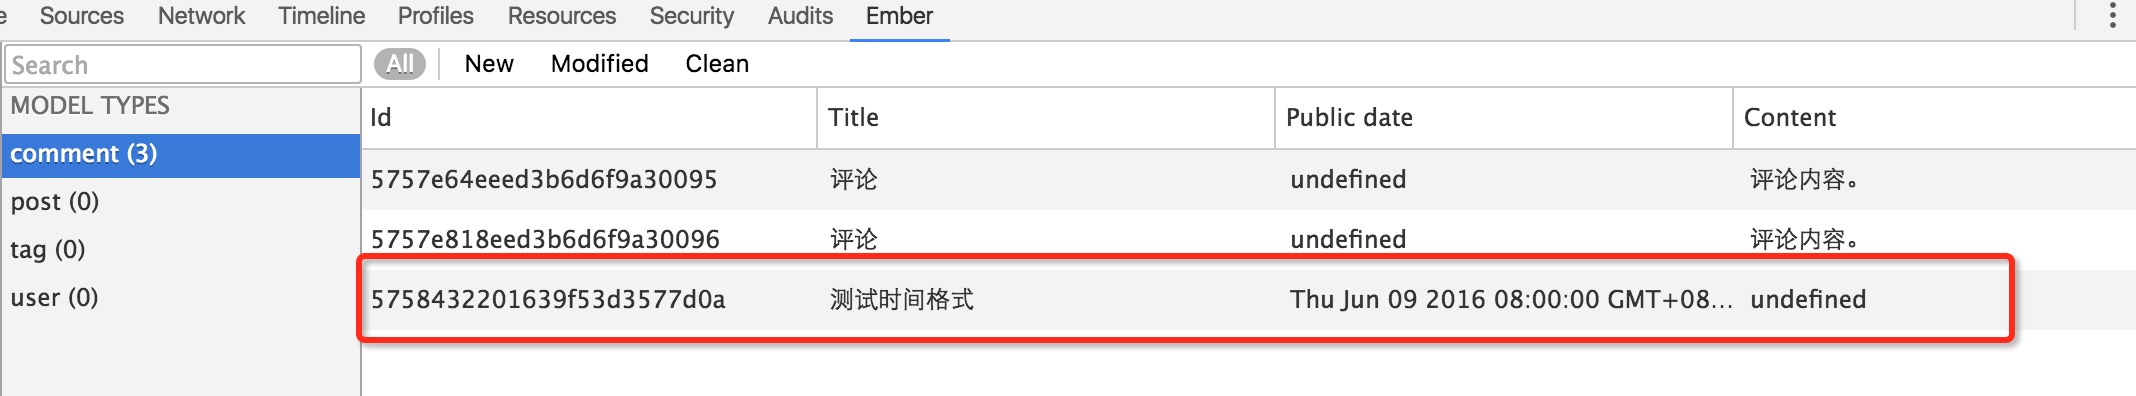 Sources Network Timeline Profiles Resources Security Audits Ember
Search All New Modified Clean
MODEL TYPES Id Title Public date Content
comment (3)
5757e64eeed3b6d6f9a30095 评论 undefined 评论内容。
post (0)
5757e818eed3b6d6f9a30096 评论 undefined 评论内容。
tag (0)
user (0) 5758432201639f53d3577d0a 测试时间格式 Thu Jun 09 2016 08:00:00 GMT+08... undefined